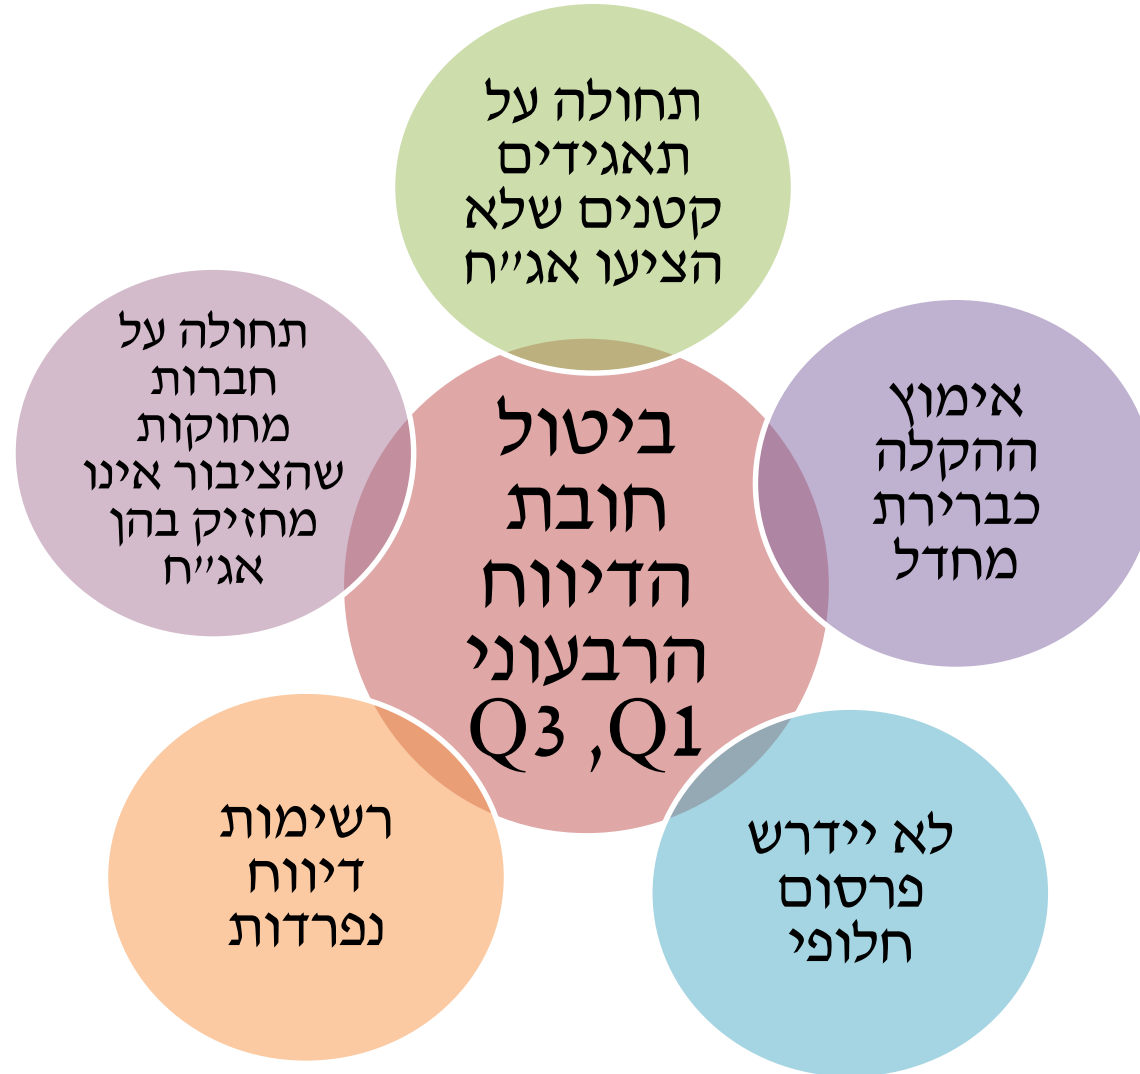 תחולה על
תאגידים
קטנים שלא
הציעו אג״ח
אימוץ
ההקלה
כברירת
מחדל
לא יידרש
פרסום
חלופי
רשימות
דיווח
נפרדות
תחולה על
חברות
מחוקות
שהציבור אינו
מחזיק בהן
אג״ח
ביטול
חובת
הדיווח
הרבעוני
Q3 ,Q1